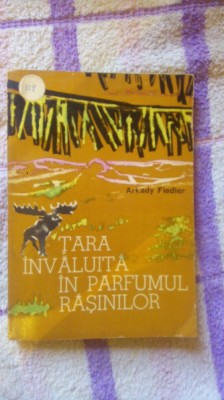 Arkady Fiedler
ȚARA
ÎNVĂLUITĂ
ÎN PARFUMUL
RĂȘINILOR